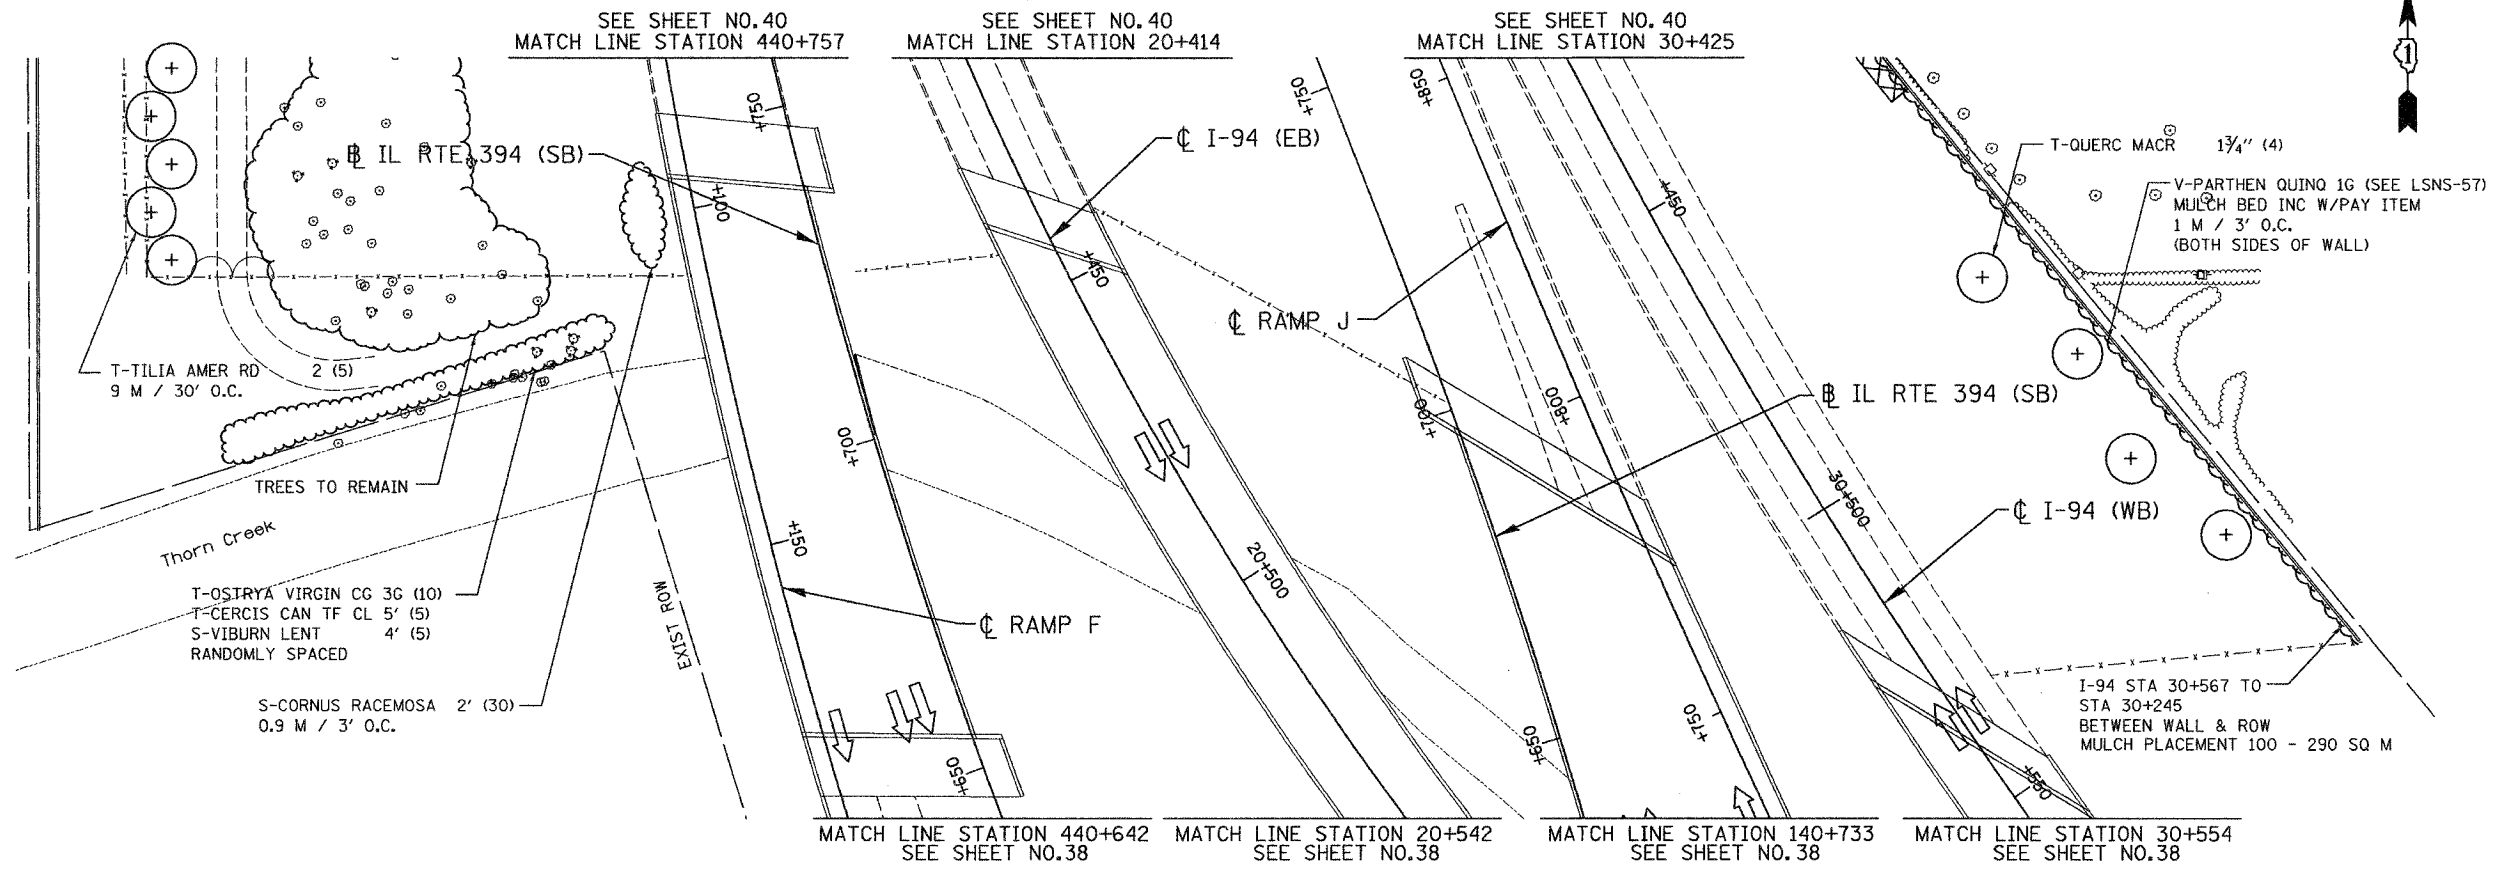 SEE SHEET NO.40
MATCH LINE STATION 440+757
SEE SHEET NO.40
MATCH LINE STATION 20+414
SEE SHEET NO.40
MATCH LINE STATION 30+425
1
+750
+750
+850
℄ I-94 (EB)
T-QUERC MACR 1¾" (4)
BL IL RTE 394 (SB)
V-PARTHEN QUINQ 1G (SEE LSNS-57)
MULCH BED INC W/PAY ITEM
1 M / 3' O.C.
(BOTH SIDES OF WALL)
+100
+450
+450
℄ RAMP J
T-TILIA AMER RD 2 (5)
9 M / 30' O.C.
BL IL RTE 394 (SB)
+700
+700
+800
TREES TO REMAIN
30+500
℄ I-94 (WB)
Thorn Creek
+150
20+500
T-OSTRYA VIRGIN CG 3G (10)
T-CERCIS CAN TF CL 5' (5)
S-VIBURN LENT 4' (5)
RANDOMLY SPACED
EXIST ROW
℄ RAMP F
S-CORNUS RACEMOSA 2' (30)
0.9 M / 3' O.C.
I-94 STA 30+567 TO
STA 30+245
BETWEEN WALL & ROW
MULCH PLACEMENT 100 - 290 SQ M
+650
+650
+750
+550
MATCH LINE STATION 440+642
SEE SHEET NO.38
MATCH LINE STATION 20+542
SEE SHEET NO.38
MATCH LINE STATION 140+733
SEE SHEET NO.38
MATCH LINE STATION 30+554
SEE SHEET NO.38